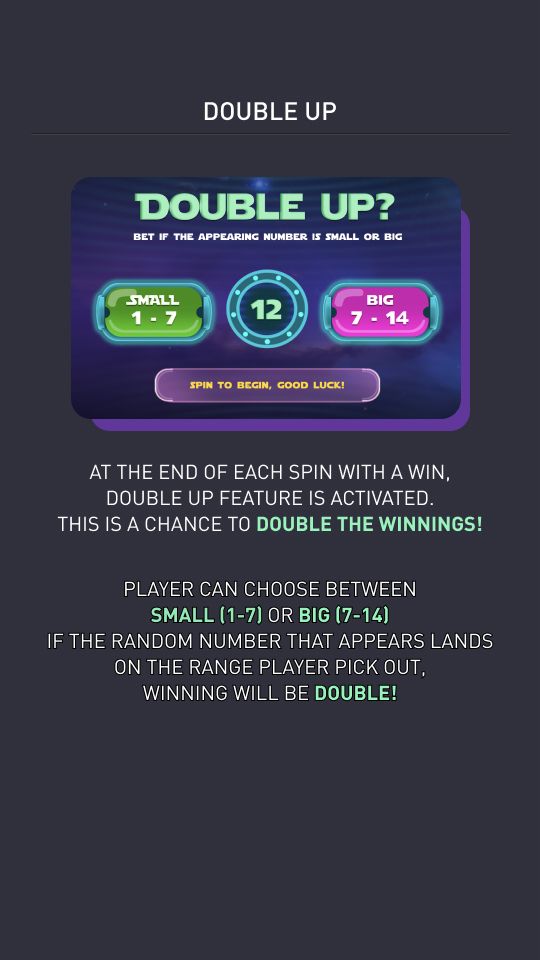 DOUBLE UP
DOUBLE UP?
BET IF THE APPEARING NUMBER IS SMALL OR BIG
SMALL
1 - 7
12
BIG
7 - 14
SPIN TO BEGIN, GOOD LUCK!
AT THE END OF EACH SPIN WITH A WIN,
DOUBLE UP FEATURE IS ACTIVATED.
THIS IS A CHANCE TO DOUBLE THE WINNINGS!
PLAYER CAN CHOOSE BETWEEN
SMALL (1-7) OR BIG (7-14)
IF THE RANDOM NUMBER THAT APPEARS LANDS
ON THE RANGE PLAYER PICK OUT,
WINNING WILL BE DOUBLE!